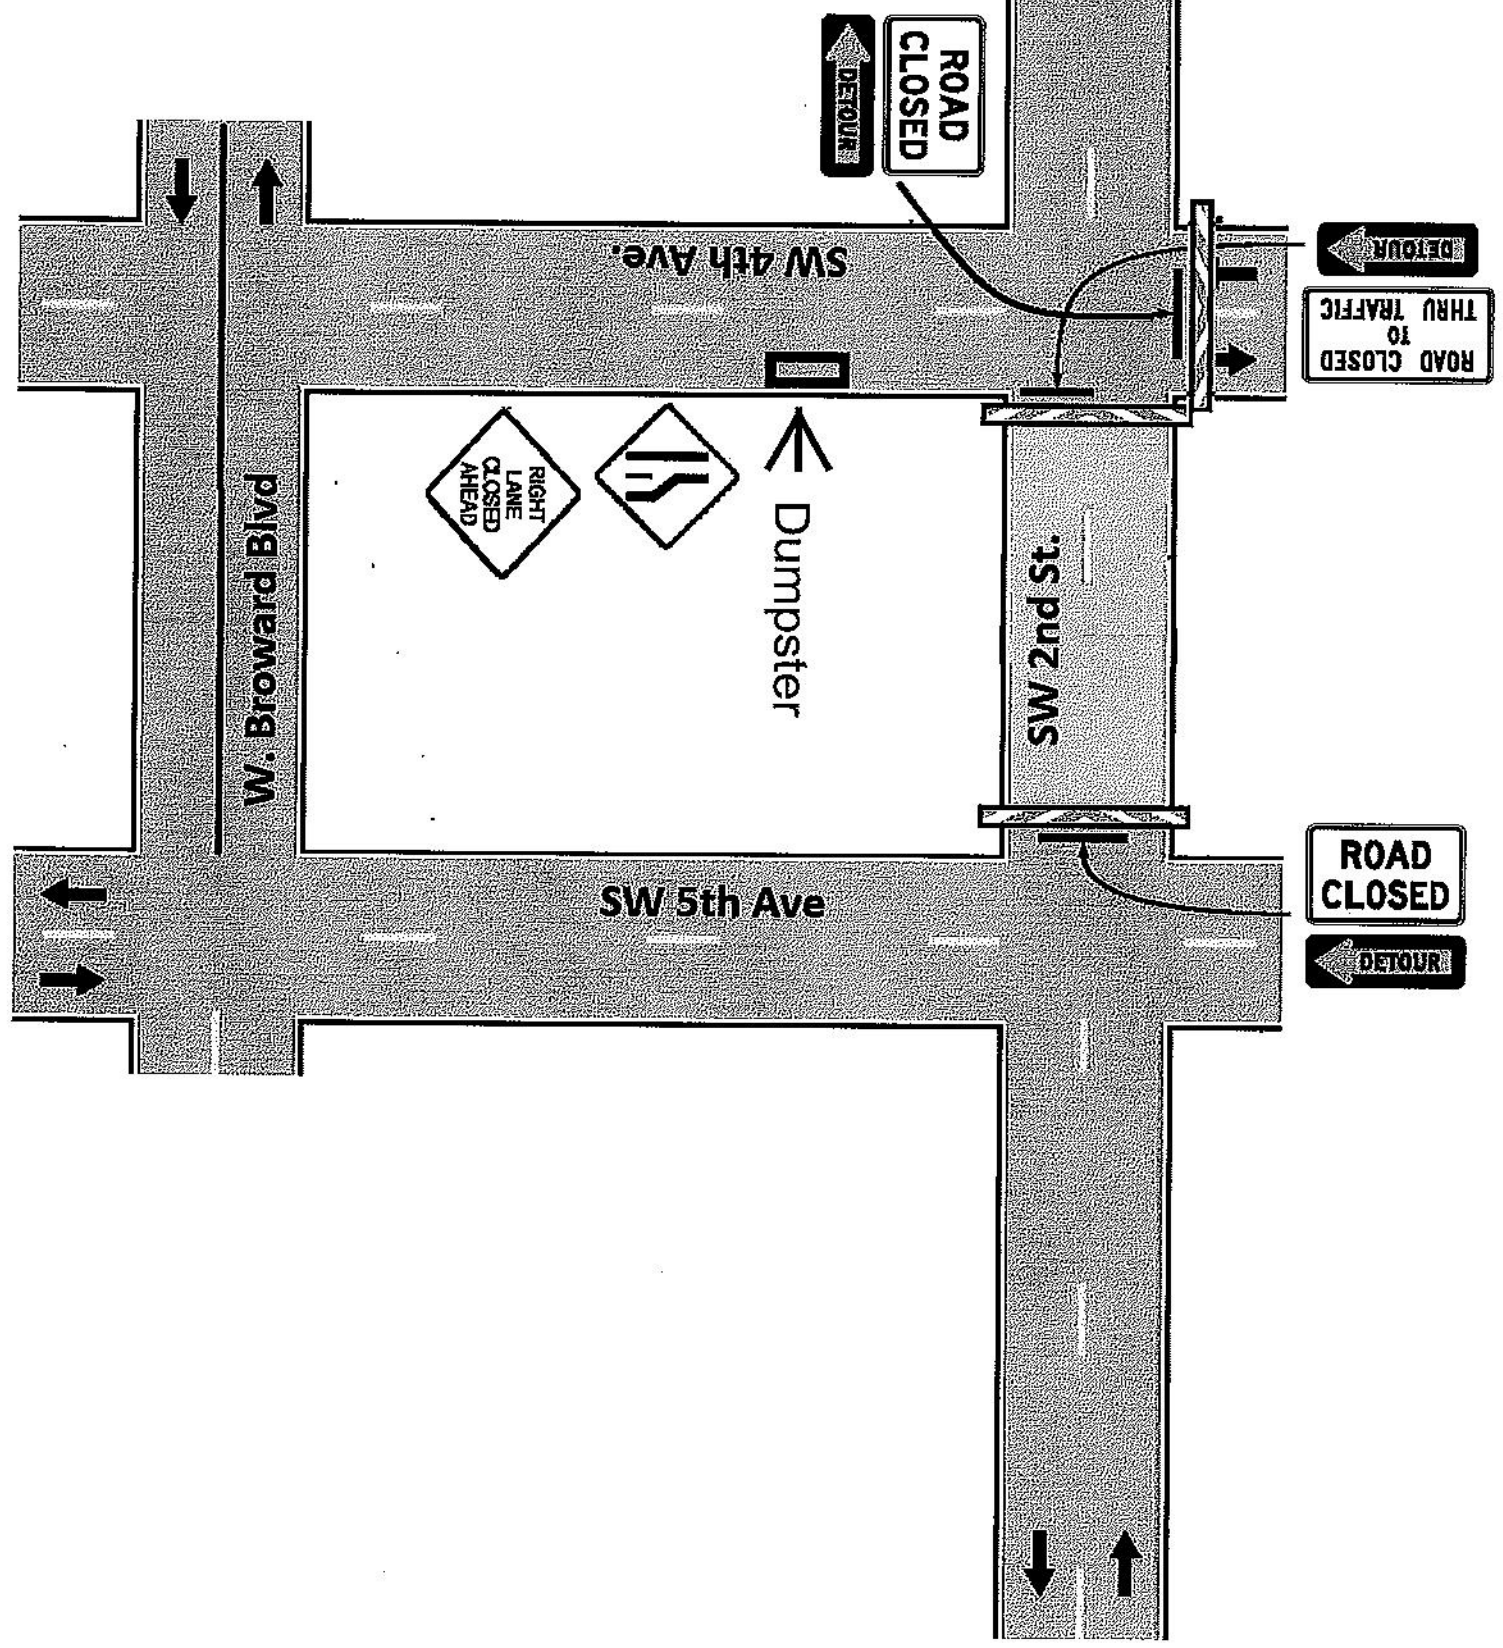 ROAD
CLOSED
DETOUR
DETOUR
ROAD CLOSED
TO
THRU TRAFFIC
SW 4th Ave.
RIGHT
LANE
CLOSED
AHEAD
Dumpster
W. Broward Blvd
SW 2nd St.
SW 5th Ave
ROAD
CLOSED
DETOUR